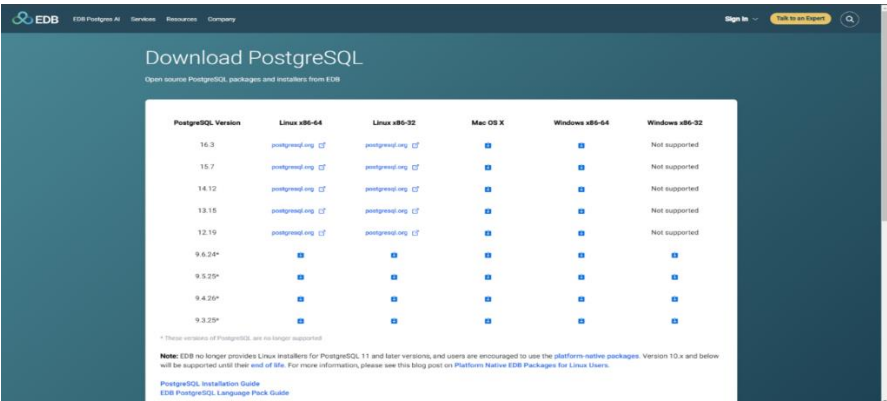 EDB
EDB Postgres AI Services Resources Company
Sign In
Talk to an Expert
Download PostgreSQL
Open source PostgreSQL packages and installers from EDB
PostgreSQL Version Linux x86-64 Linux x86-32 Mac OS X Windows x86-64 Windows x86-32
16.3 postgresql.org postgresql.org Not supported
15.7 postgresql.org postgresql.org Not supported
14.12 postgresql.org postgresql.org Not supported
13.15 postgresql.org postgresql.org Not supported
12.19 postgresql.org postgresql.org Not supported
9.6.24*
9.5.25*
9.4.26*
9.3.25*
* These versions of PostgreSQL are no longer supported
Note: EDB no longer provides Linux installers for PostgreSQL 11 and later versions, and users are encouraged to use the platform-native packages. Version 10.x and below
will be supported until their end of life. For more information, please see this blog post on Platform Native EDB Packages for Linux Users.
PostgreSQL Installation Guide
EDB PostgreSQL Language Pack Guide